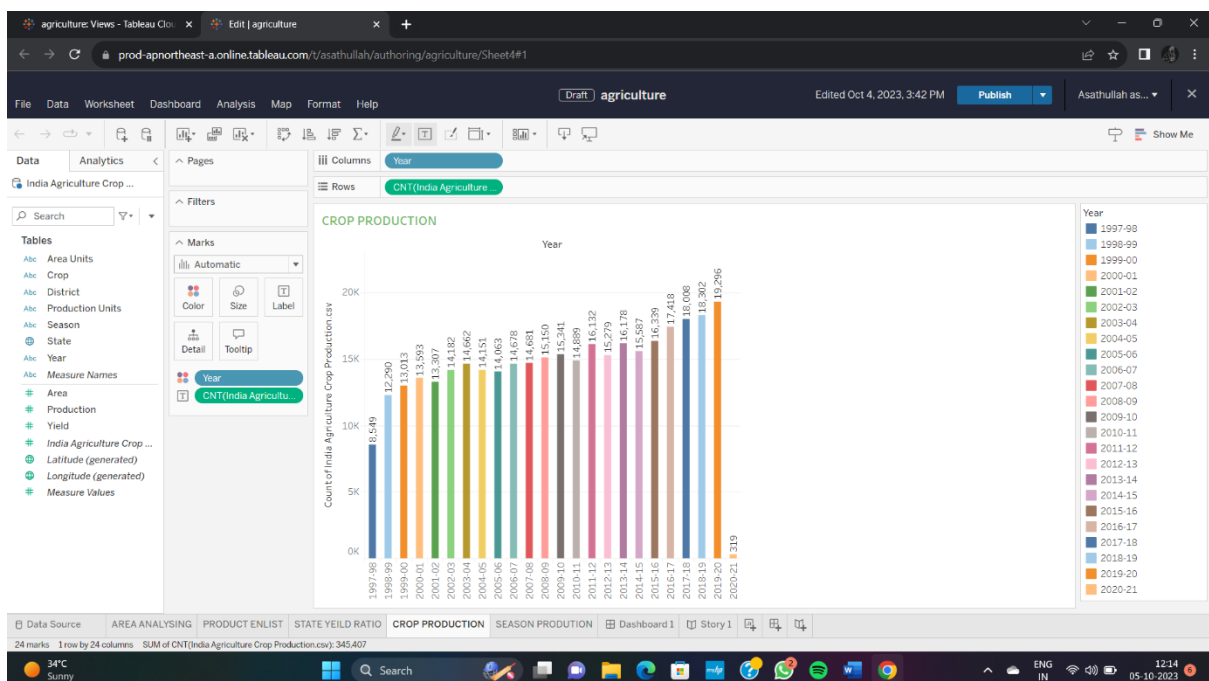 agriculture: Views - Tableau Clou
Edit | agriculture
prod-apnortheast-a.online.tableau.com/t/asathullah/authoring/agriculture/Sheet4#1
Draft agriculture
Edited Oct 4, 2023, 3:42 PM
Publish
Asathullah as...
File Data Worksheet Dashboard Analysis Map Format Help
Show Me
Data Analytics
India Agriculture Crop ...
Search
Tables
Abc Area Units
Abc Crop
Abc District
Abc Production Units
Abc Season
State
Abc Year
Abc Measure Names
# Area
# Production
# Yield
# India Agriculture Crop ...
Latitude (generated)
Longitude (generated)
# Measure Values
Pages
Filters
Marks
Automatic
Color Size Label
Detail Tooltip
Year
CNT(India Agricultu...
Columns Year
Rows CNT(India Agriculture ...
CROP PRODUCTION
Year
Count of India Agriculture Crop Production.csv
20K
15K
10K
5K
0K
8,549
12,290
13,013
13,593
13,307
14,182
14,662
14,151
14,063
14,678
14,681
15,150
15,341
14,889
16,132
15,279
16,178
15,587
16,339
17,418
18,008
18,302
19,296
319
1997-98
1998-99
1999-00
2000-01
2001-02
2002-03
2003-04
2004-05
2005-06
2006-07
2007-08
2008-09
2009-10
2010-11
2011-12
2012-13
2013-14
2014-15
2015-16
2016-17
2017-18
2018-19
2019-20
2020-21
Year
1997-98
1998-99
1999-00
2000-01
2001-02
2002-03
2003-04
2004-05
2005-06
2006-07
2007-08
2008-09
2009-10
2010-11
2011-12
2012-13
2013-14
2014-15
2015-16
2016-17
2017-18
2018-19
2019-20
2020-21
Data Source AREA ANALYSING PRODUCT ENLIST STATE YEILD RATIO CROP PRODUCTION SEASON PRODUTION Dashboard 1 Story 1
24 marks 1 row by 24 columns SUM of CNT(India Agriculture Crop Production.csv): 345,407
34°C
Sunny
Search
ENG
IN
12:14
05-10-2023
6